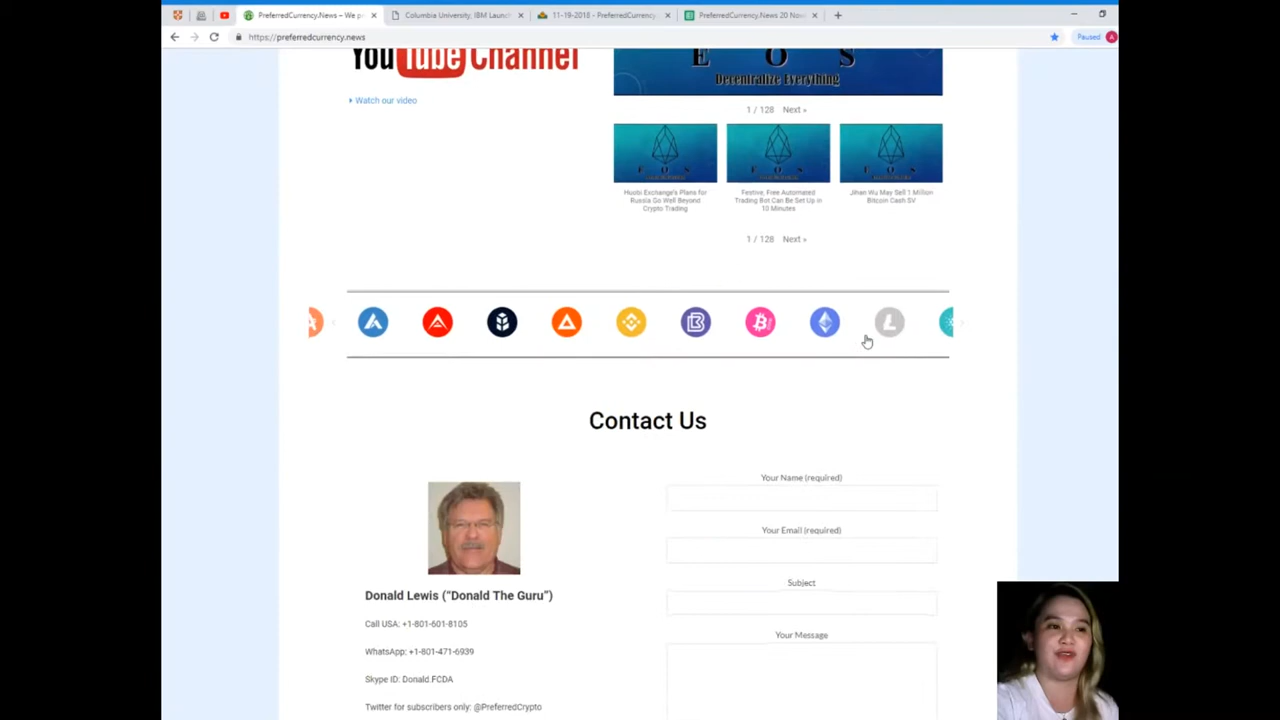 PreferredCurrency.News – We pr
Columbia University, IBM Launch
11-19-2018 - PreferredCurrency.
PreferredCurrency.News 20 Nov
https://preferredcurrency.news
Paused
A
YouTube Channel
Watch our video
E O S
Decentralize Everything
1 / 128 Next »
E O S
E O S
E O S
Huobi Exchange's Plans for
Russia Go Well Beyond
Crypto Trading
Festive, Free Automated
Trading Bot Can Be Set Up in
10 Minutes
Jihan Wu May Sell 1 Million
Bitcoin Cash SV
1 / 128 Next »
Contact Us
Your Name (required)
Your Email (required)
Subject
Your Message
Donald Lewis (“Donald The Guru”)
Call USA: +1-801-601-8105
WhatsApp: +1-801-471-6939
Skype ID: Donald.FCDA
Twitter for subscribers only: @PreferredCrypto